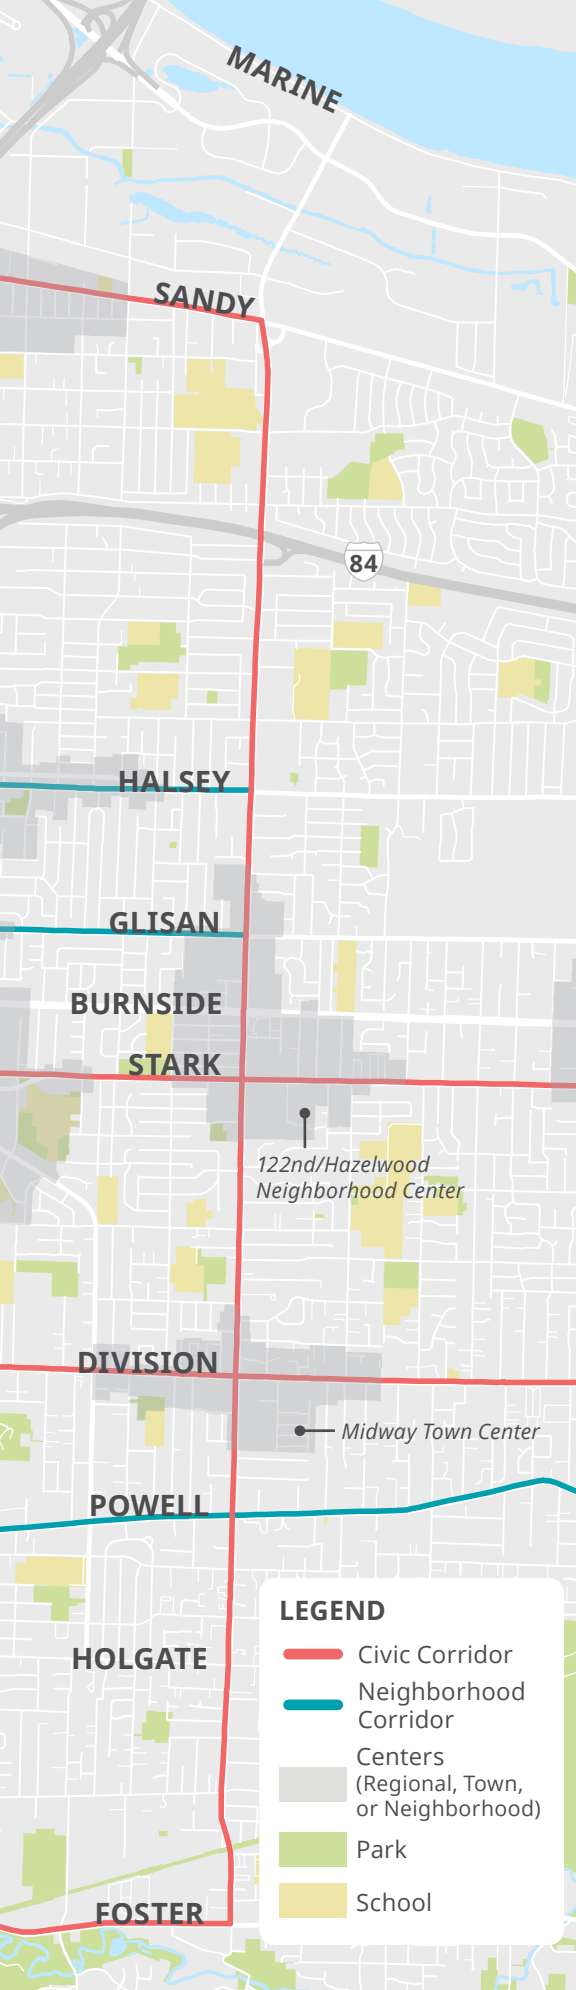 MARINE
SANDY
84
HALSEY
GLISAN
BURNSIDE
STARK
122nd/Hazelwood
Neighborhood Center
DIVISION
Midway Town Center
POWELL
HOLGATE
FOSTER
LEGEND
Civic Corridor
Neighborhood
Corridor
Centers
(Regional, Town,
or Neighborhood)
Park
School